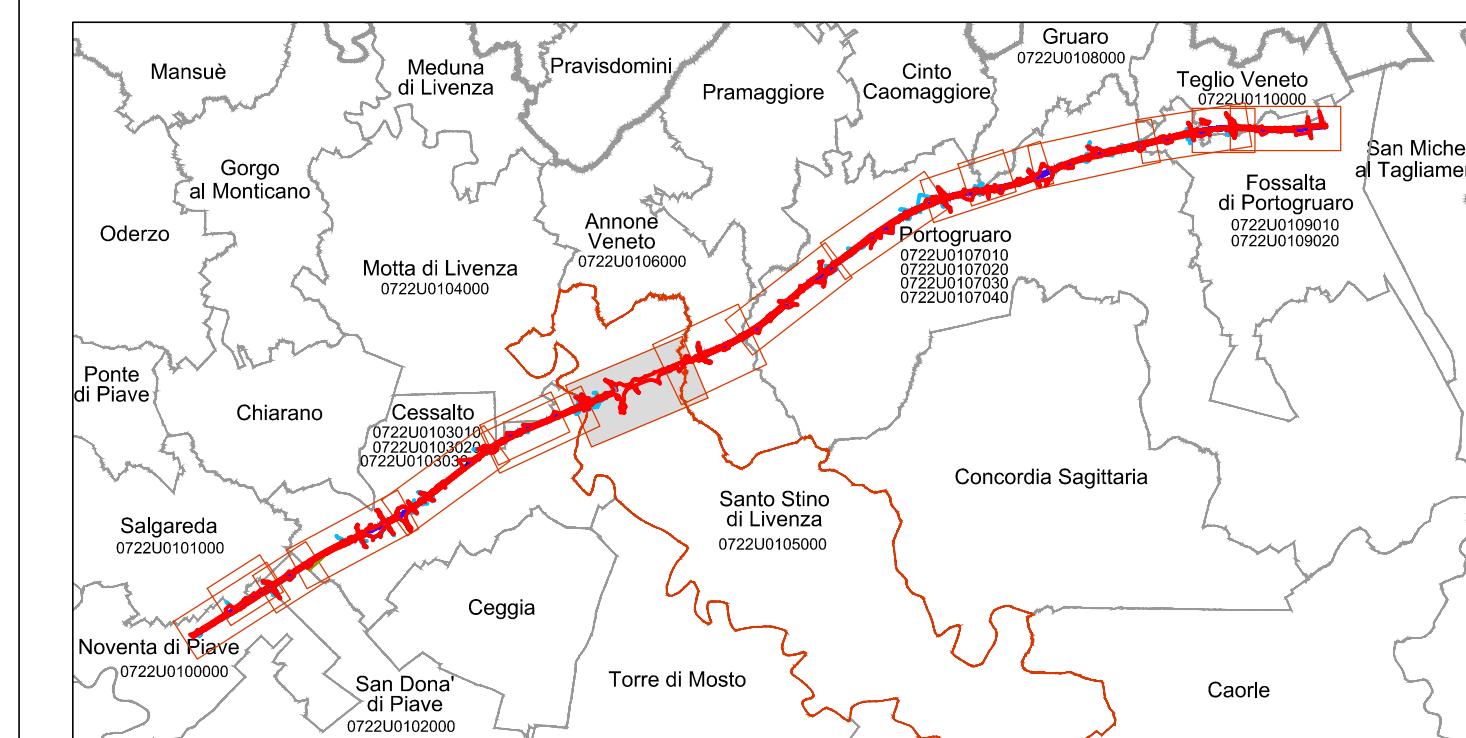 Gruaro
0722U0108000
Mansuè
Meduna
di Livenza
Pravisdomini
Pramaggiore
Cinto
Caomaggiore
Teglio Veneto
0722U0110000
San Miche
al Tagliame
Gorgo
al Monticano
Fossalta
di Portogruaro
0722U0109010
0722U0109020
Oderzo
Annone
Veneto
0722U0106000
Portogruaro
0722U0107010
0722U0107020
0722U0107030
0722U0107040
Motta di Livenza
0722U0104000
Ponte
di Piave
Chiarano
Cessalto
0722U0103010
0722U0103020
0722U0103030
Concordia Sagittaria
Santo Stino
di Livenza
0722U0105000
Salgareda
0722U0101000
Ceggia
Noventa di Piave
0722U0100000
Torre di Mosto
San Dona'
di Piave
0722U0102000
Caorle